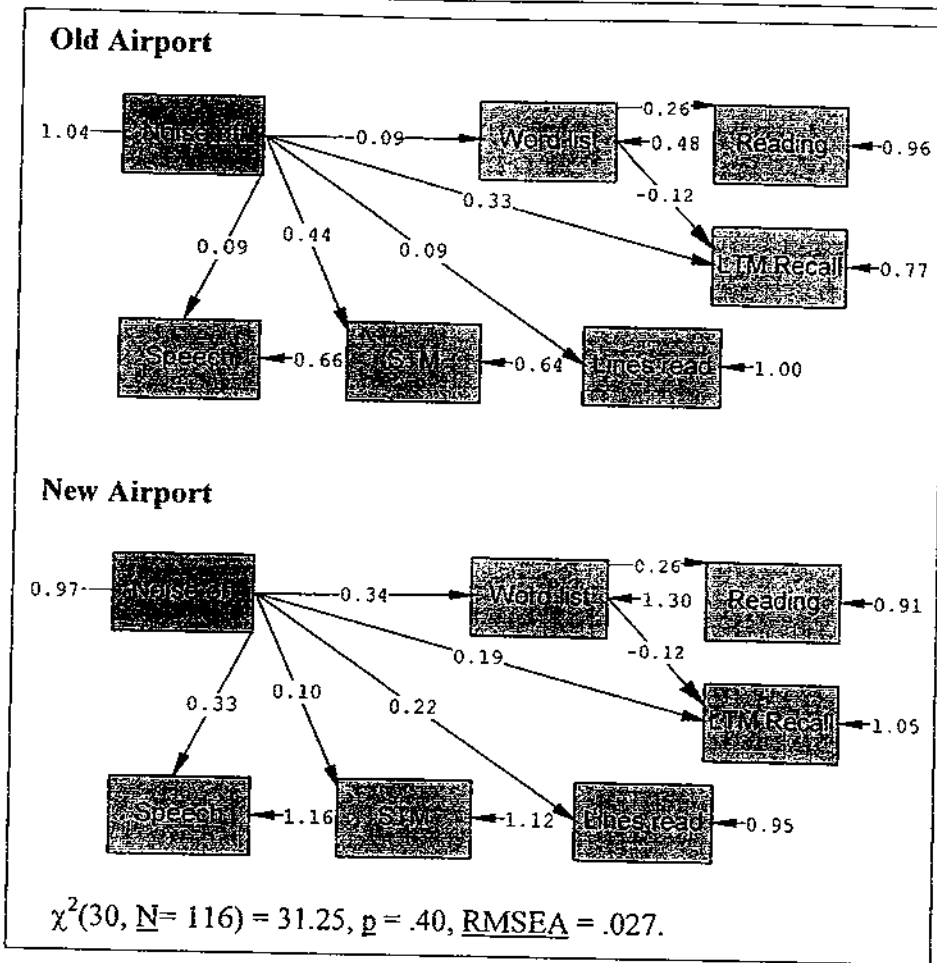 Old Airport
1.04 Noise off 0.09 Word list 0.26 0.48 Reading 0.96
-0.12
0.33
0.09 0.44 0.09 LTM Recall 0.77
Speech 0.66 STM 0.64 Lines read 1.00
New Airport
0.97 Noise 0.34 Word list 0.26 1.30 Reading 0.91
-0.12
0.19
0.33 0.10 0.22 LTM Recall 1.05
Speech 1.16 STM 1.12 Lines read 0.95
χ²(30, N= 116) = 31.25, p = .40, RMSEA = .027.